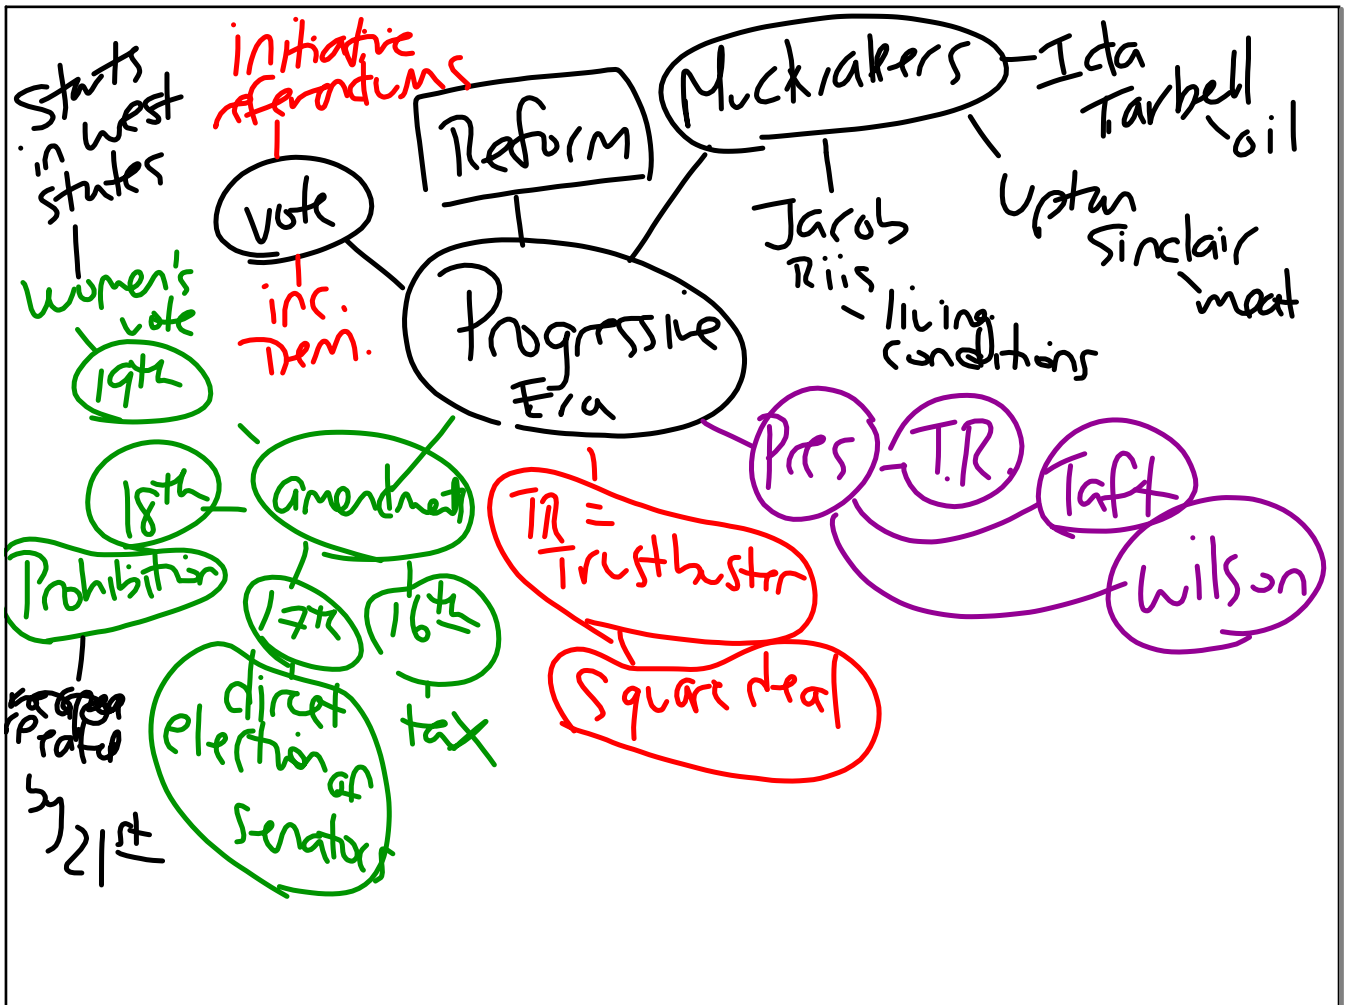 Starts
in west
states
women's
vote
19th
initiative
referendums
vote
inc.
Dem.
Reform
Progressive
Era
Muckrakers
Ida
Tarbell
oil
Upton
Sinclair
meat
Jacob
Riis
living
conditions
Pres
T.R.
Taft
Wilson
TR =
Trustbuster
Square deal
amendments
18th
Prohibition
by
21st
17th
direct
election of
senators
16th
tax